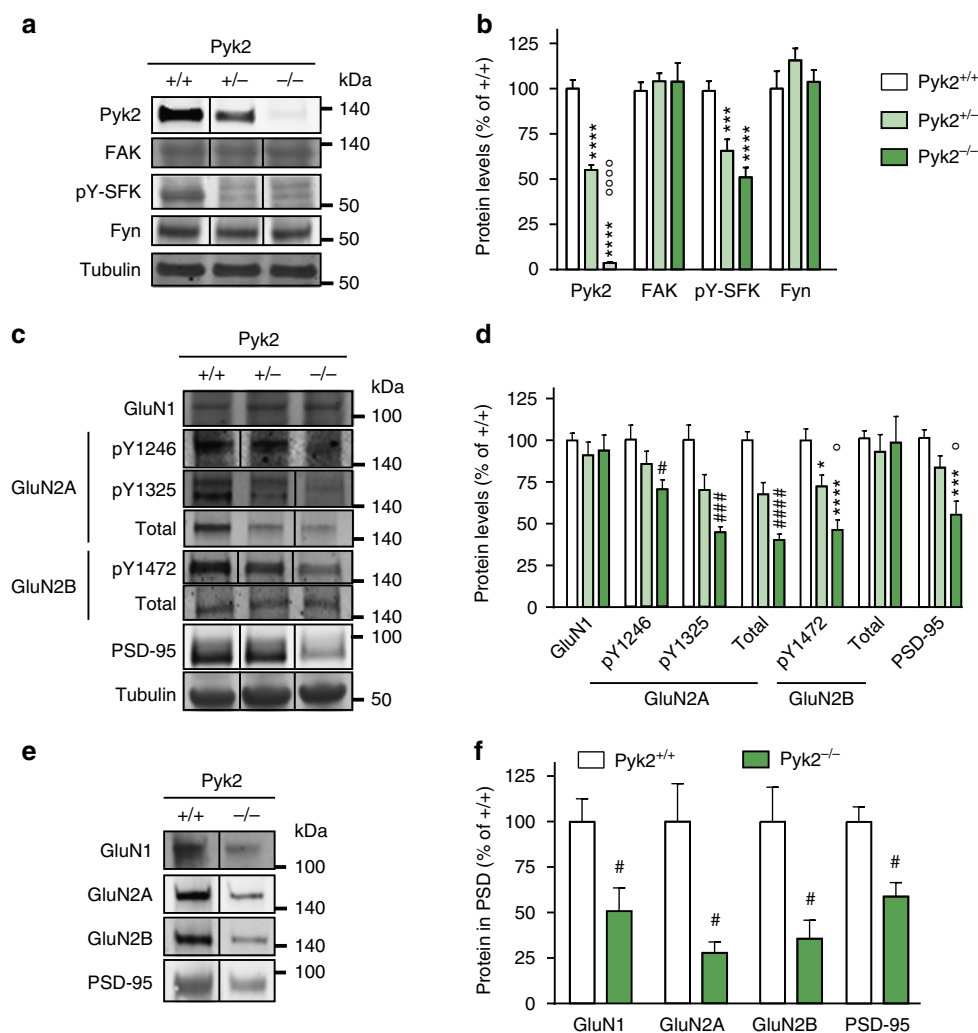 a
Pyk2
+/+ +/– –/– kDa
Pyk2 140
FAK 140
pY-SFK 50
Fyn 50
Tubulin 50
b
Protein levels (% of +/+)
125
100
75
50
25
0
**** **** °°°° *** ****
Pyk2 FAK pY-SFK Fyn
Pyk2+/+
Pyk2+/–
Pyk2–/–
c
Pyk2
+/+ +/– –/– kDa
GluN1 100
GluN2A
pY1246 140
pY1325 140
Total 140
GluN2B
pY1472 140
Total 140
PSD-95 100
Tubulin 50
d
Protein levels (% of +/+)
125
100
75
50
25
0
# ### #### * **** ° *** °
GluN1 pY1246 pY1325 Total pY1472 Total PSD-95
GluN2A GluN2B
e
Pyk2
+/+ –/– kDa
GluN1 100
GluN2A 140
GluN2B 140
PSD-95 100
f
Pyk2+/+ Pyk2–/–
Protein in PSD (% of +/+)
125
100
75
50
25
0
# # # #
GluN1 GluN2A GluN2B PSD-95